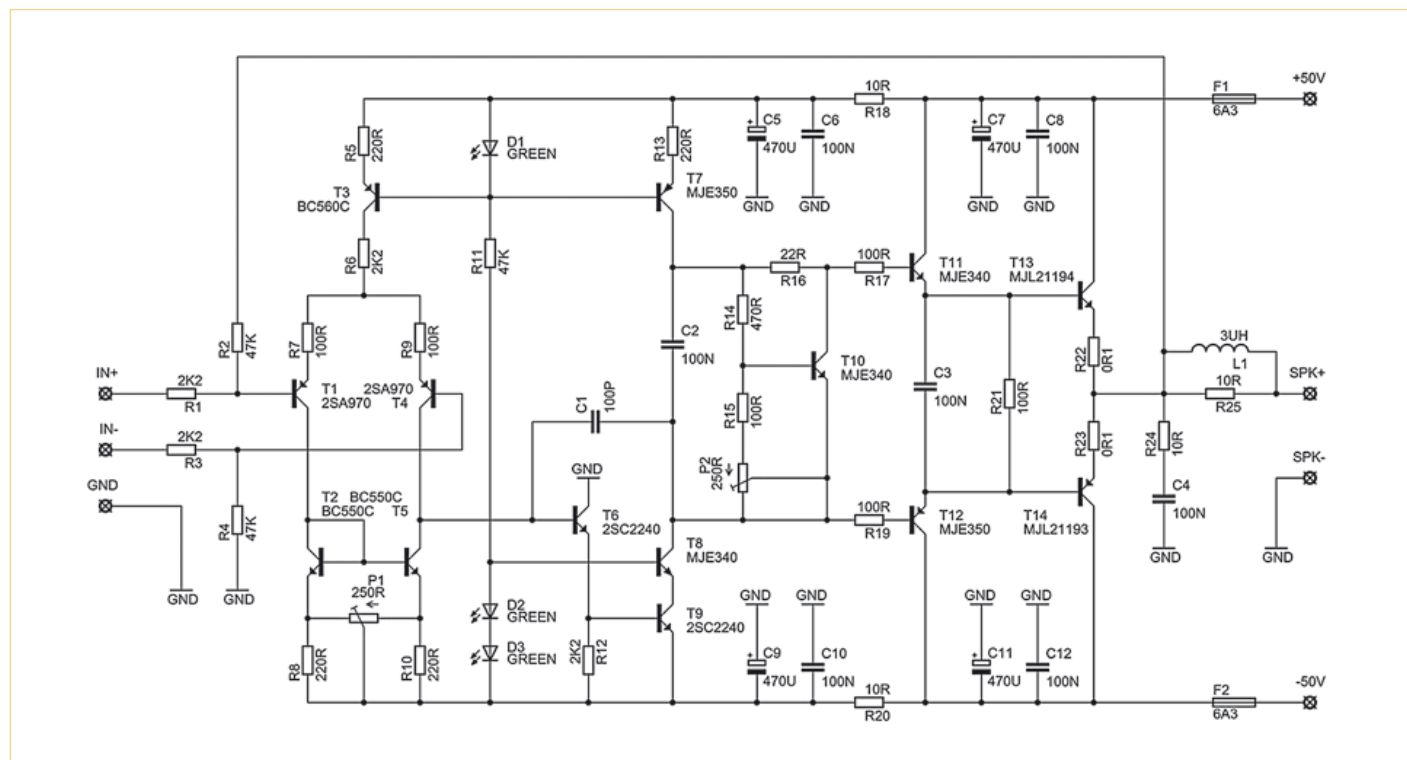 10R
R18
F1
6A3
+50V
R5
220R
D1
GREEN
R13
220R
C5
470U
C6
100N
C7
470U
C8
100N
T3
BC560C
T7
MJE350
GND
GND
GND
GND
R6
2K2
R11
47K
22R
R16
100R
R17
T11
MJE340
T13
MJL21194
R2
47K
R7
100R
R9
100R
C2
100N
R14
470R
T10
MJE340
C3
100N
R21
100R
R22
0R1
3UH
L1
IN+
2K2
R1
T1
2SA970
2SA970
T4
C1
100P
R15
100R
10R
R25
SPK+
IN-
2K2
R3
P2
250R
R23
0R1
R24
10R
SPK-
GND
T2
BC550C
BC550C
T5
GND
T6
2SC2240
100R
R19
T12
MJE350
T14
MJL21193
C4
100N
R4
47K
T8
MJE340
GND
GND
GND
GND
P1
250R
D2
GREEN
GND
GND
GND
GND
T9
2SC2240
R8
220R
R10
220R
D3
GREEN
2K2
R12
C9
470U
C10
100N
C11
470U
C12
100N
10R
R20
F2
6A3
-50V